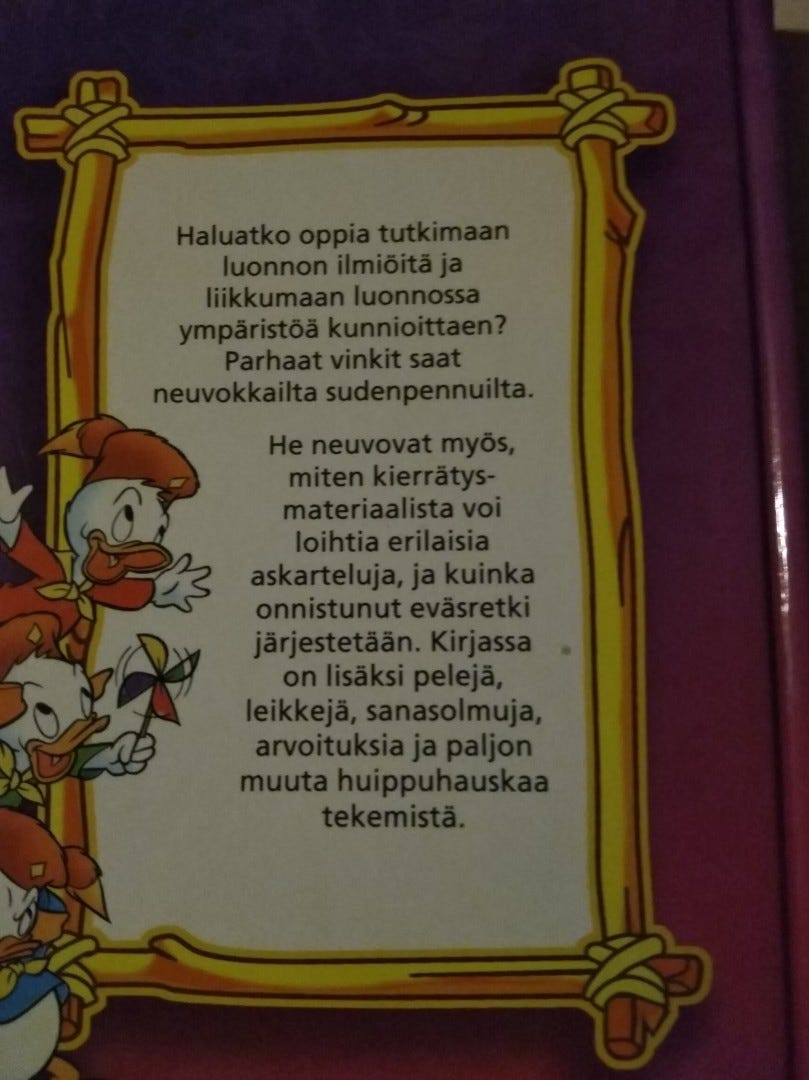 Haluatko oppia tutkimaan
luonnon ilmiöitä ja
liikkumaan luonnossa
ympäristöä kunnioittaen?
Parhaat vinkit saat
neuvokkailta sudenpennuilta.
He neuvovat myös,
miten kierrätys-
materiaalista voi
loihtia erilaisia
askarteluja, ja kuinka
onnistunut eväsretki
järjestetään. Kirjassa
on lisäksi pelejä,
leikkejä, sanasolmuja,
arvoituksia ja paljon
muuta huippuhauskaa
tekemistä.